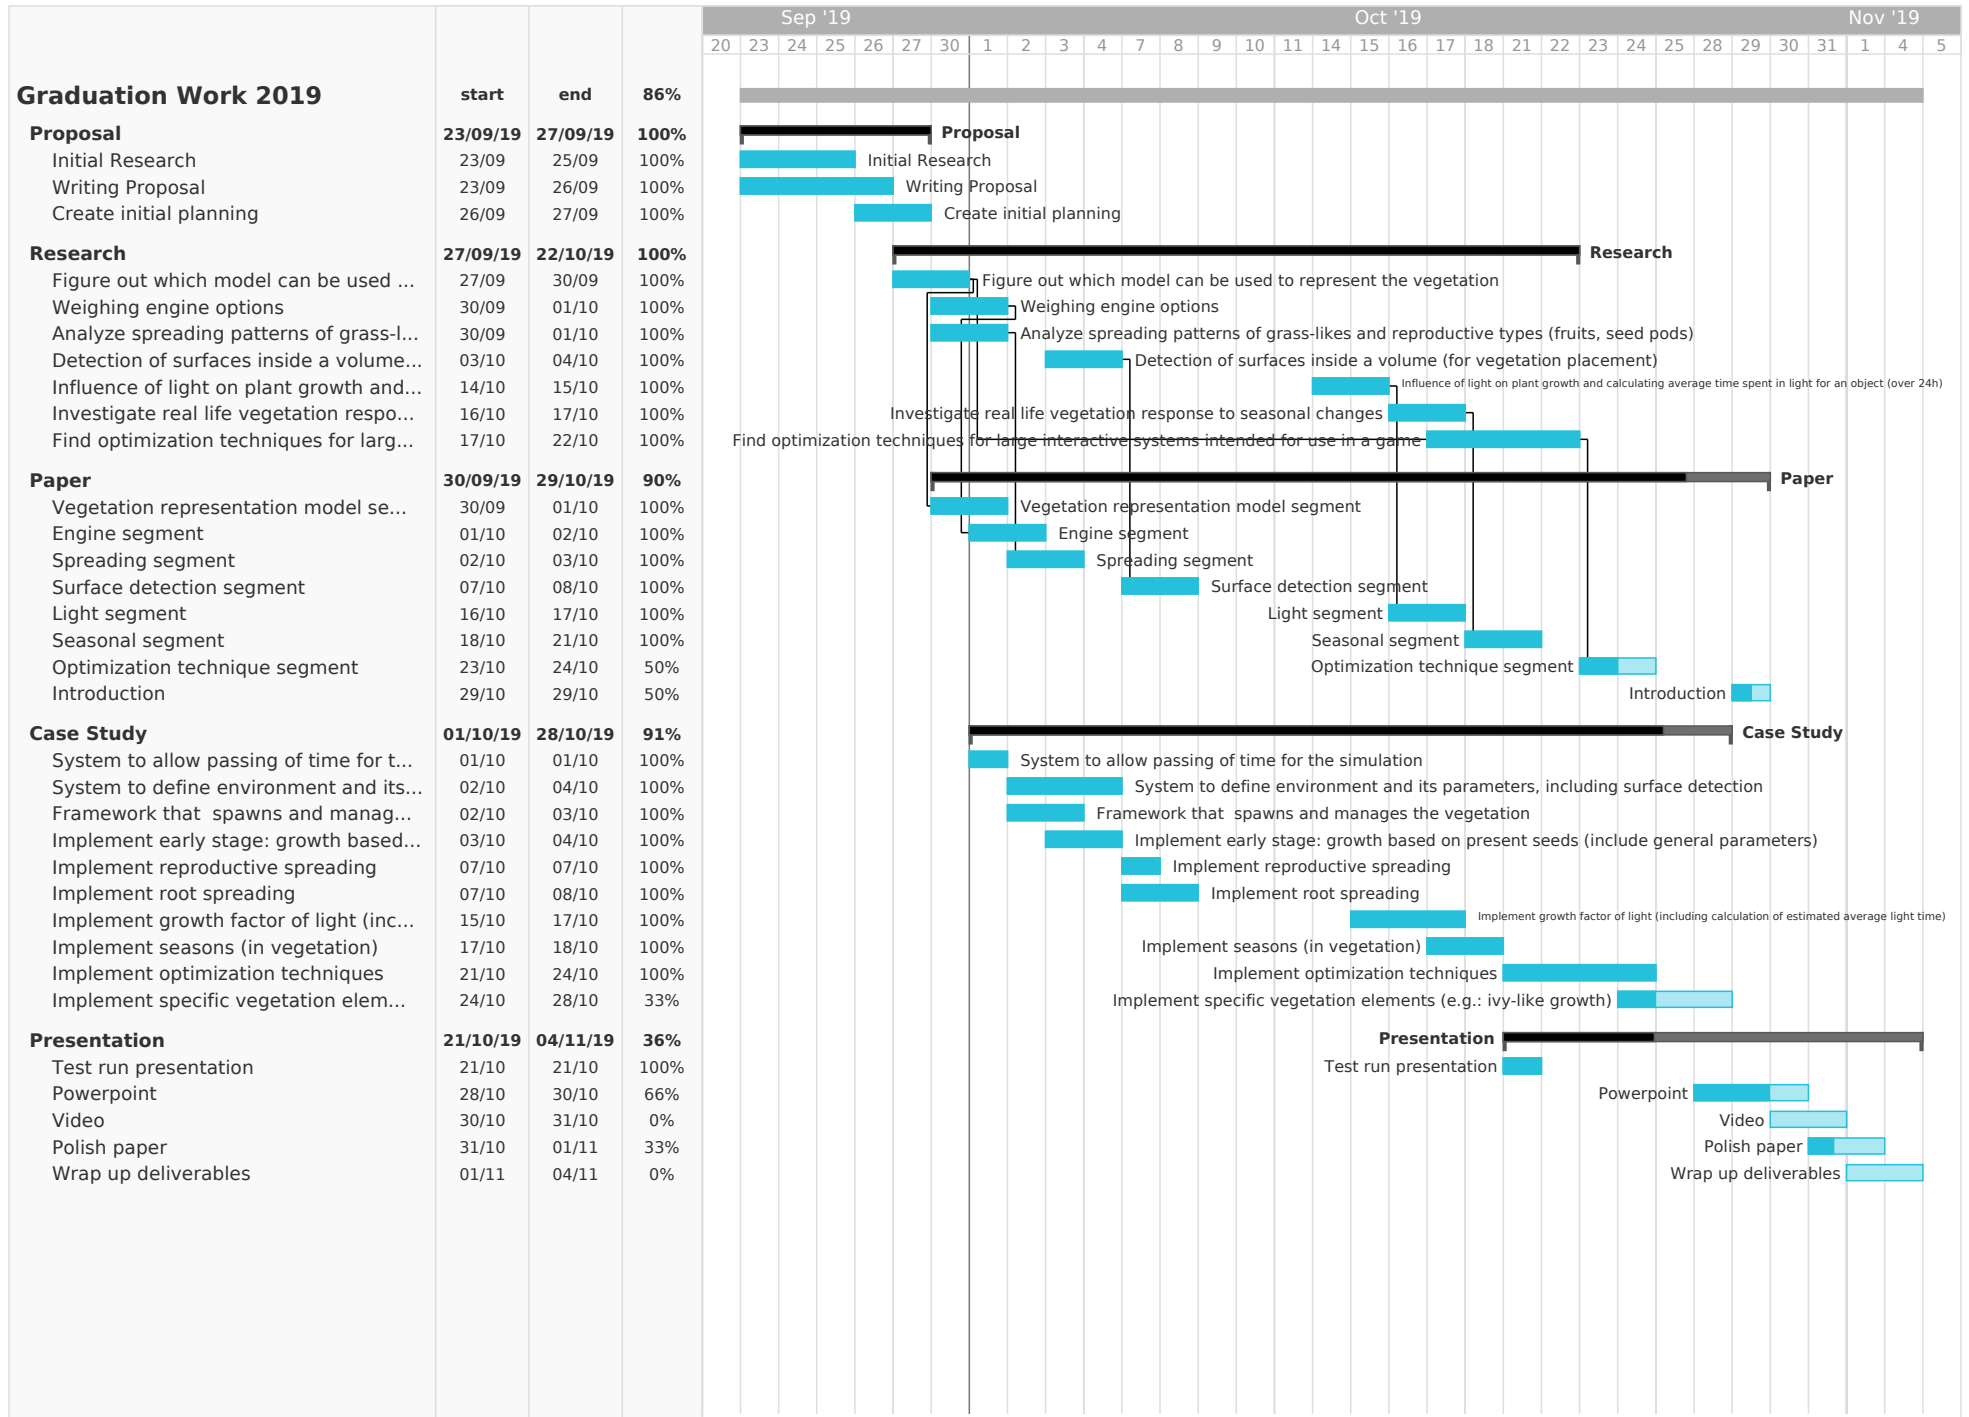 Sep '19 Oct '19 Nov '19
20 23 24 25 26 27 30 1 2 3 4 7 8 9 10 11 14 15 16 17 18 21 22 23 24 25 28 29 30 31 1 4 5
Graduation Work 2019 start end 86%
Proposal 23/09/19 27/09/19 100% Proposal
Initial Research 23/09 25/09 100% Initial Research
Writing Proposal 23/09 26/09 100% Writing Proposal
Create initial planning 26/09 27/09 100% Create initial planning
Research 27/09/19 22/10/19 100% Research
Figure out which model can be used ... 27/09 30/09 100% Figure out which model can be used to represent the vegetation
Weighing engine options 30/09 01/10 100% Weighing engine options
Analyze spreading patterns of grass-l... 30/09 01/10 100% Analyze spreading patterns of grass-likes and reproductive types (fruits, seed pods)
Detection of surfaces inside a volume... 03/10 04/10 100% Detection of surfaces inside a volume (for vegetation placement)
Influence of light on plant growth and... 14/10 15/10 100% Influence of light on plant growth and calculating average time spent in light for an object (over 24h)
Investigate real life vegetation respo... 16/10 17/10 100% Investigate real life vegetation response to seasonal changes
Find optimization techniques for larg... 17/10 22/10 100% Find optimization techniques for large interactive systems intended for use in a game
Paper 30/09/19 29/10/19 90% Paper
Vegetation representation model se... 30/09 01/10 100% Vegetation representation model segment
Engine segment 01/10 02/10 100% Engine segment
Spreading segment 02/10 03/10 100% Spreading segment
Surface detection segment 07/10 08/10 100% Surface detection segment
Light segment 16/10 17/10 100% Light segment
Seasonal segment 18/10 21/10 100% Seasonal segment
Optimization technique segment 23/10 24/10 50% Optimization technique segment
Introduction 29/10 29/10 50% Introduction
Case Study 01/10/19 28/10/19 91% Case Study
System to allow passing of time for t... 01/10 01/10 100% System to allow passing of time for the simulation
System to define environment and its... 02/10 04/10 100% System to define environment and its parameters, including surface detection
Framework that  spawns and manag... 02/10 03/10 100% Framework that  spawns and manages the vegetation
Implement early stage: growth based... 03/10 04/10 100% Implement early stage: growth based on present seeds (include general parameters)
Implement reproductive spreading 07/10 07/10 100% Implement reproductive spreading
Implement root spreading 07/10 08/10 100% Implement root spreading
Implement growth factor of light (inc... 15/10 17/10 100% Implement growth factor of light (including calculation of estimated average light time)
Implement seasons (in vegetation) 17/10 18/10 100% Implement seasons (in vegetation)
Implement optimization techniques 21/10 24/10 100% Implement optimization techniques
Implement specific vegetation elem... 24/10 28/10 33% Implement specific vegetation elements (e.g.: ivy-like growth)
Presentation 21/10/19 04/11/19 36% Presentation
Test run presentation 21/10 21/10 100% Test run presentation
Powerpoint 28/10 30/10 66% Powerpoint
Video 30/10 31/10 0% Video
Polish paper 31/10 01/11 33% Polish paper
Wrap up deliverables 01/11 04/11 0% Wrap up deliverables